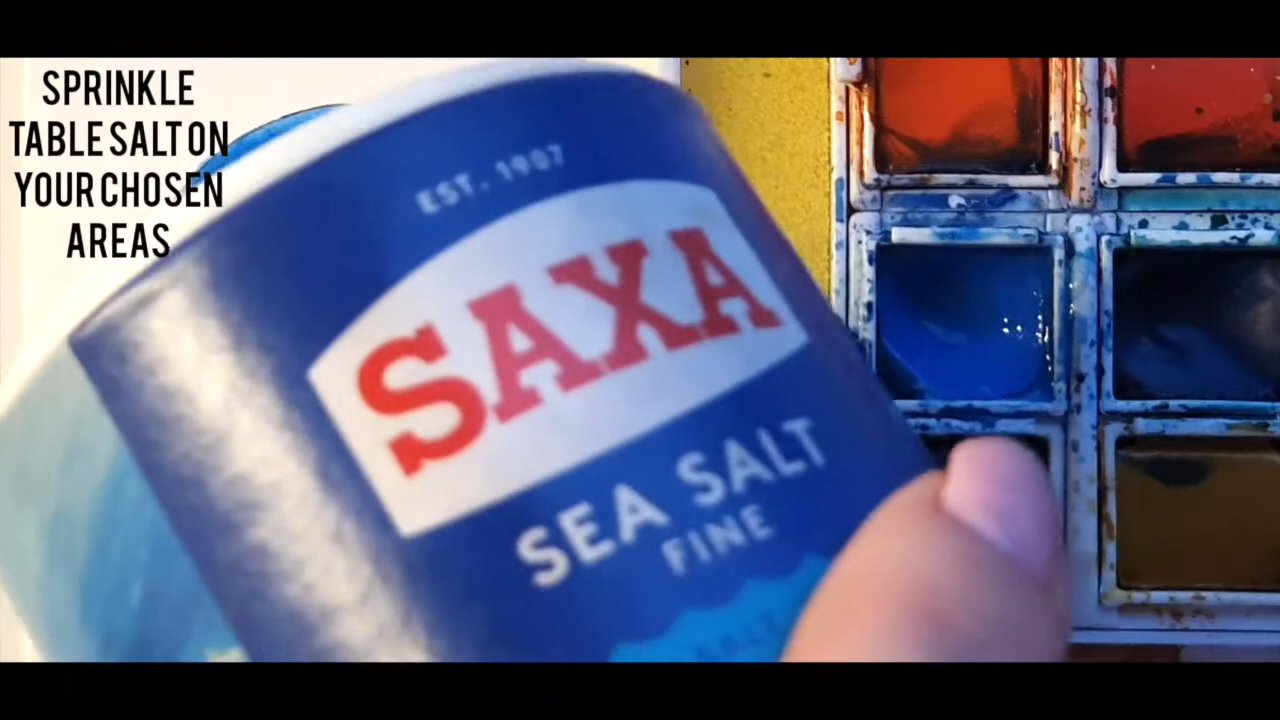 SPRINKLE
TABLE SALT ON
YOUR CHOSEN
AREAS
EST. 1907
SAXA
SEA SALT
FINE